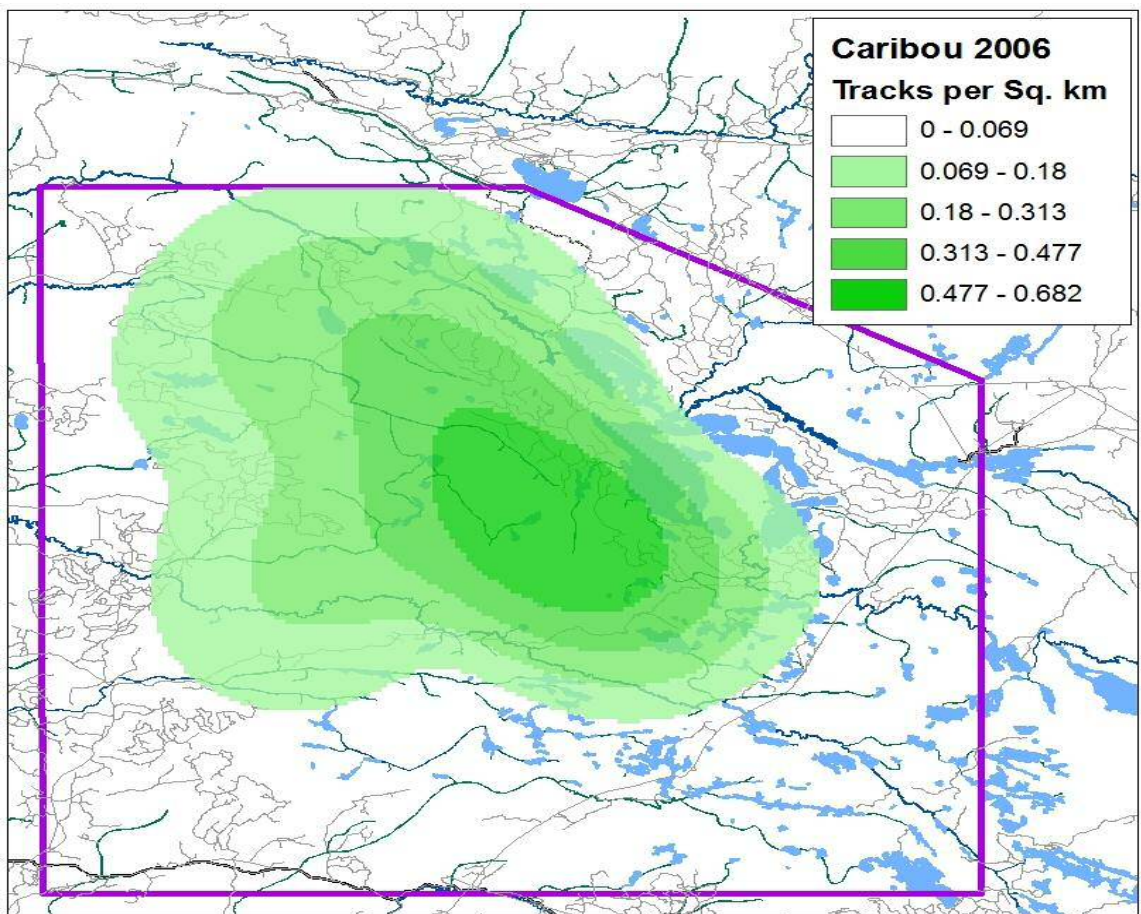 Caribou 2006
Tracks per Sq. km
0 - 0.069
0.069 - 0.18
0.18 - 0.313
0.313 - 0.477
0.477 - 0.682